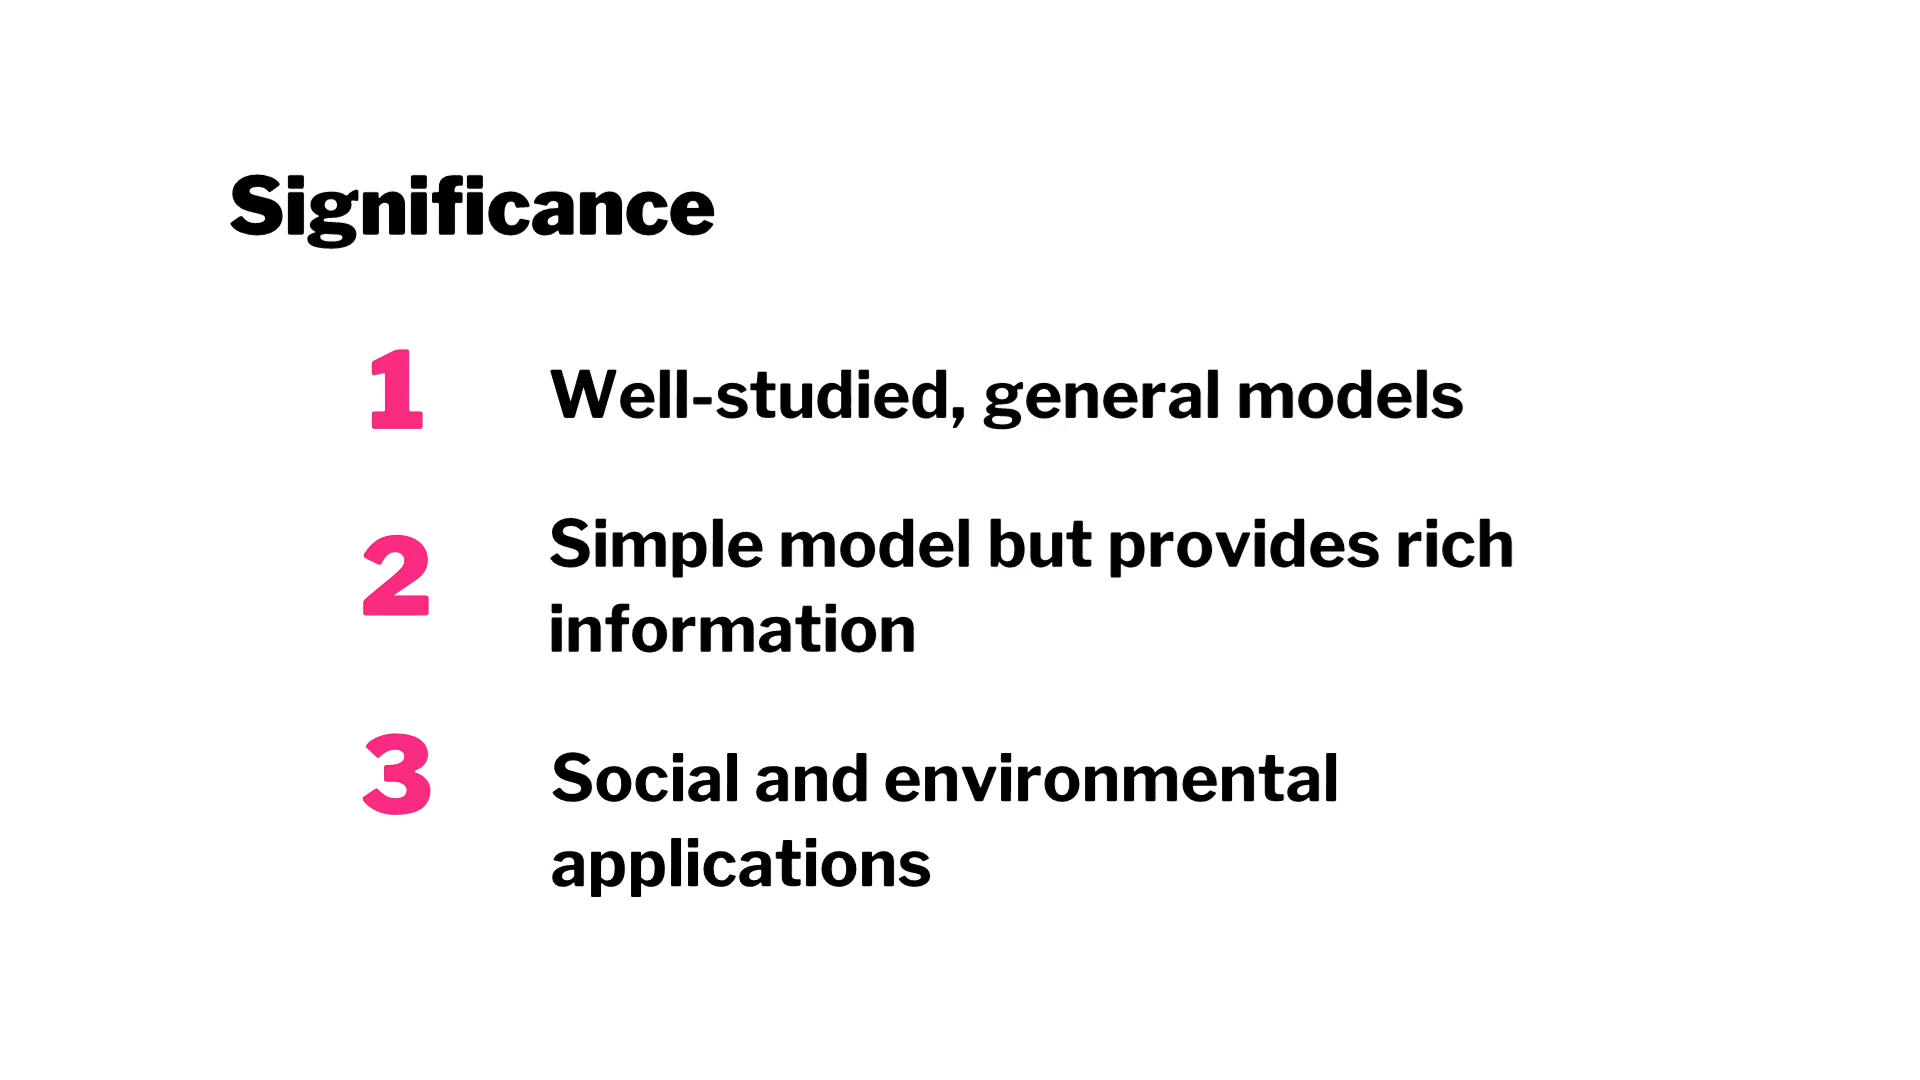 Significance
1 Well-studied, general models
2 Simple model but provides rich
information
3 Social and environmental
applications